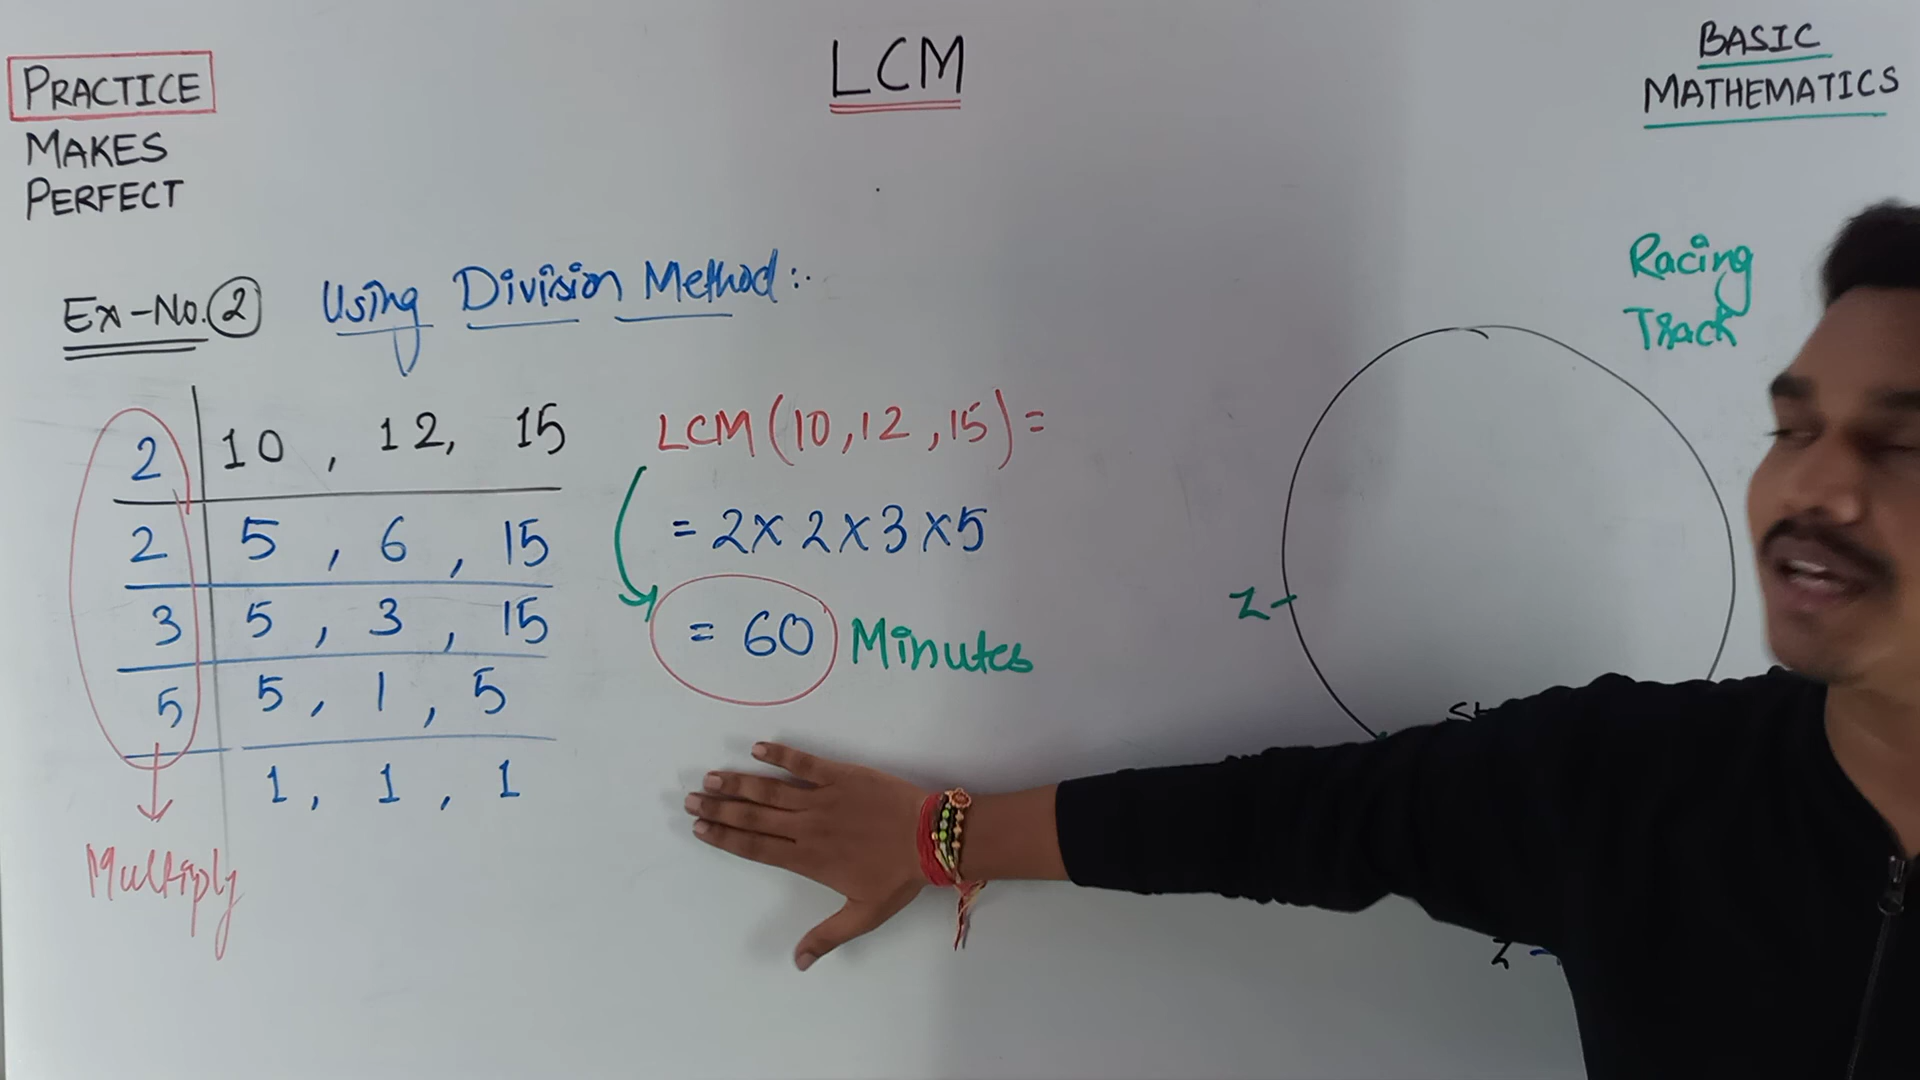 PRACTICE
MAKES
PERFECT
LCM
BASIC
MATHEMATICS
Ex-No. 2 Using Division Method:.
2 | 10 , 12, 15
2 | 5 , 6 , 15
3 | 5 , 3 , 15
5 | 5 , 1 , 5
1 , 1 , 1
Multiply
LCM (10, 12, 15) =
= 2 × 2 × 3 × 5
= 60 Minutes
Racing
Track
Z
Z